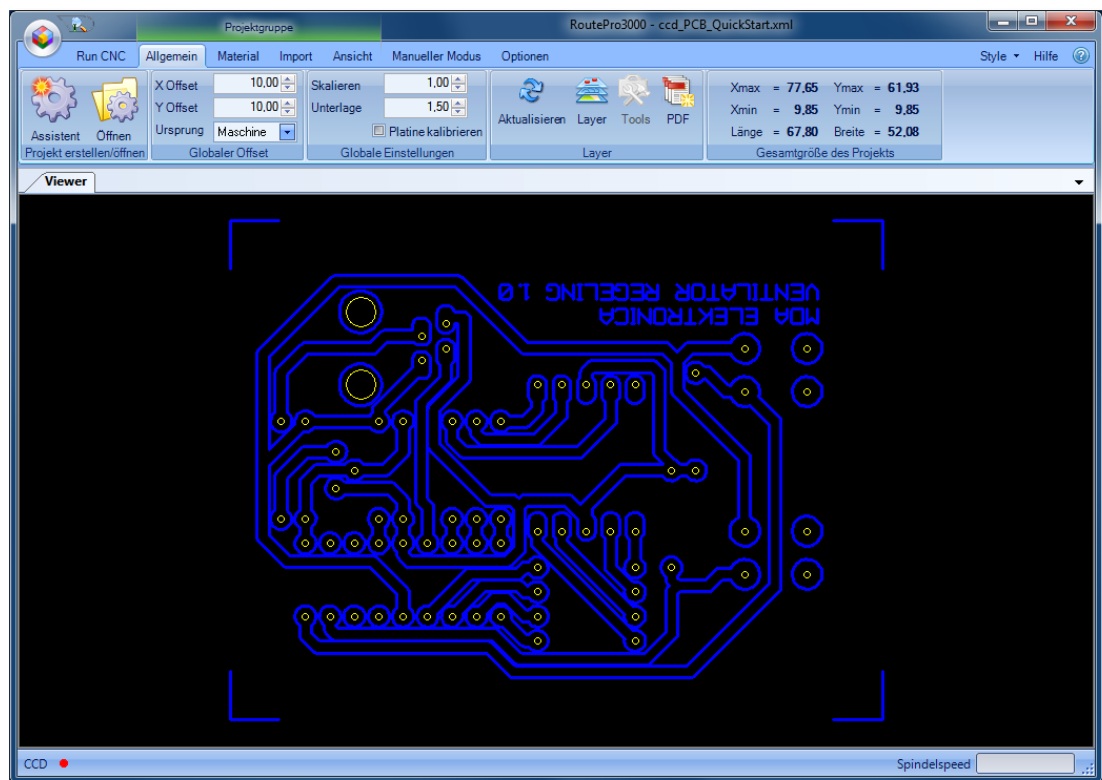 Projektgruppe
RoutePro3000 - ccd_PCB_QuickStart.xml
Run CNC Allgemein Material Import Ansicht Manueller Modus Optionen Style Hilfe
X Offset 10,00
Y Offset 10,00
Ursprung Maschine
Skalieren 1,00
Unterlage 1,50
Platine kalibrieren
Assistent Öffnen
Aktualisieren Layer Tools PDF
Xmax = 77,65 Ymax = 61,93
Xmin = 9,85 Ymin = 9,85
Länge = 67,80 Breite = 52,08
Projekt erstellen/öffnen Globaler Offset Globale Einstellungen Layer Gesamtgröße des Projekts
Viewer
VENTILATOR REGELING 1.0
MDA ELEKTRONICA
CCD
Spindelspeed